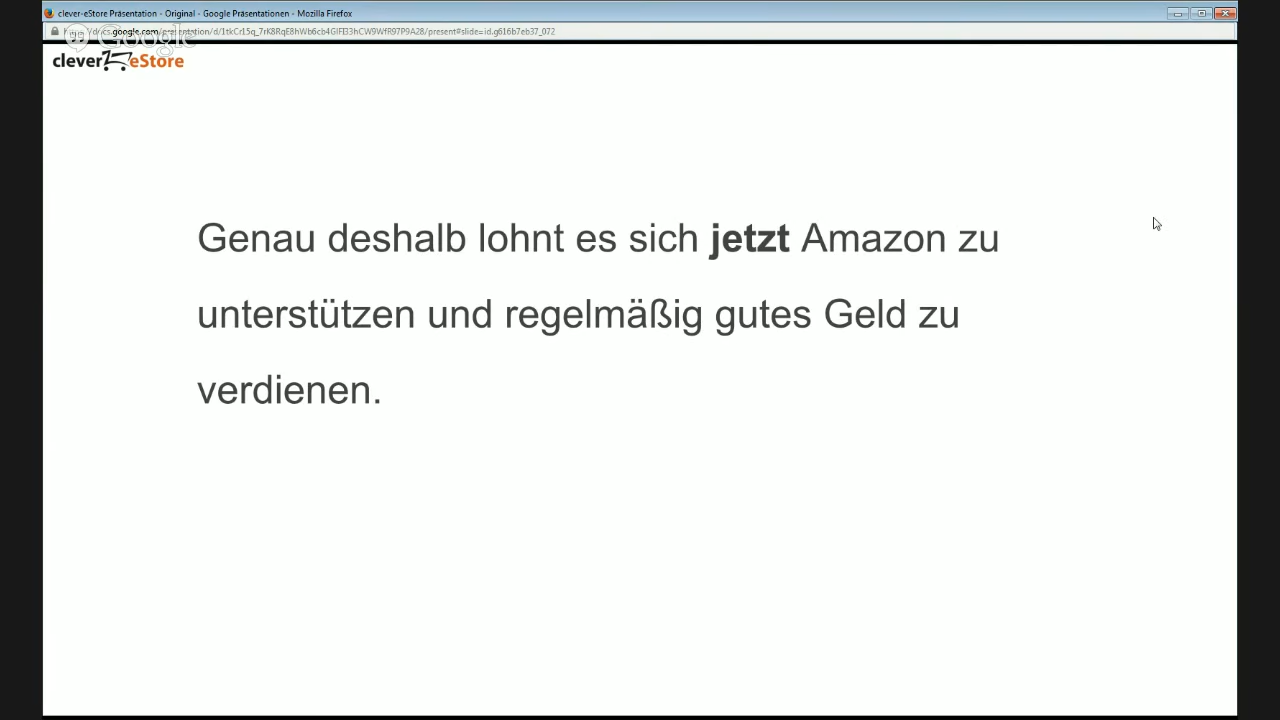 clever-eStore Präsentation - Original - Google Präsentationen - Mozilla Firefox
Google
clever eStore
Genau deshalb lohnt es sich jetzt Amazon zu
unterstützen und regelmäßig gutes Geld zu
verdienen.